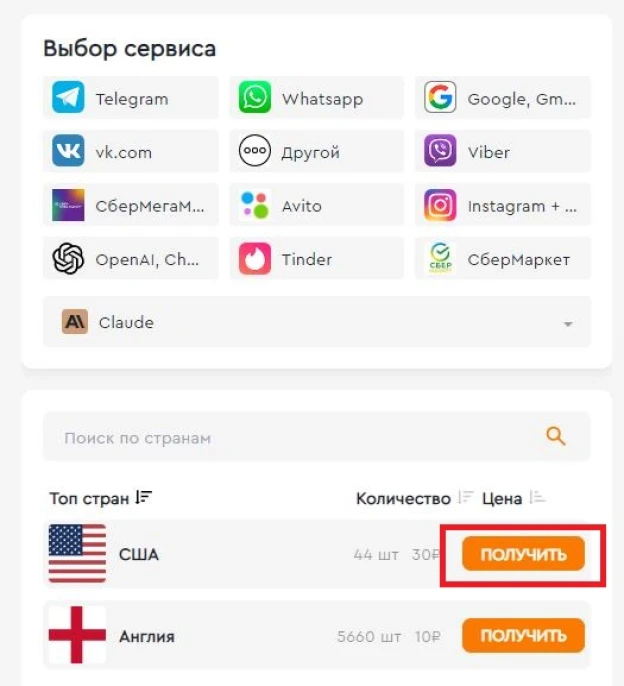 Выбор сервиса
Telegram Whatsapp Google, Gm...
vk.com Другой Viber
СберМегаМ... Avito Instagram + ...
OpenAI, Ch... Tinder СБЕР СберМаркет
Claude
Поиск по странам
Топ стран Количество Цена
США 44 шт 30₽ ПОЛУЧИТЬ
Англия 5660 шт 10₽ ПОЛУЧИТЬ